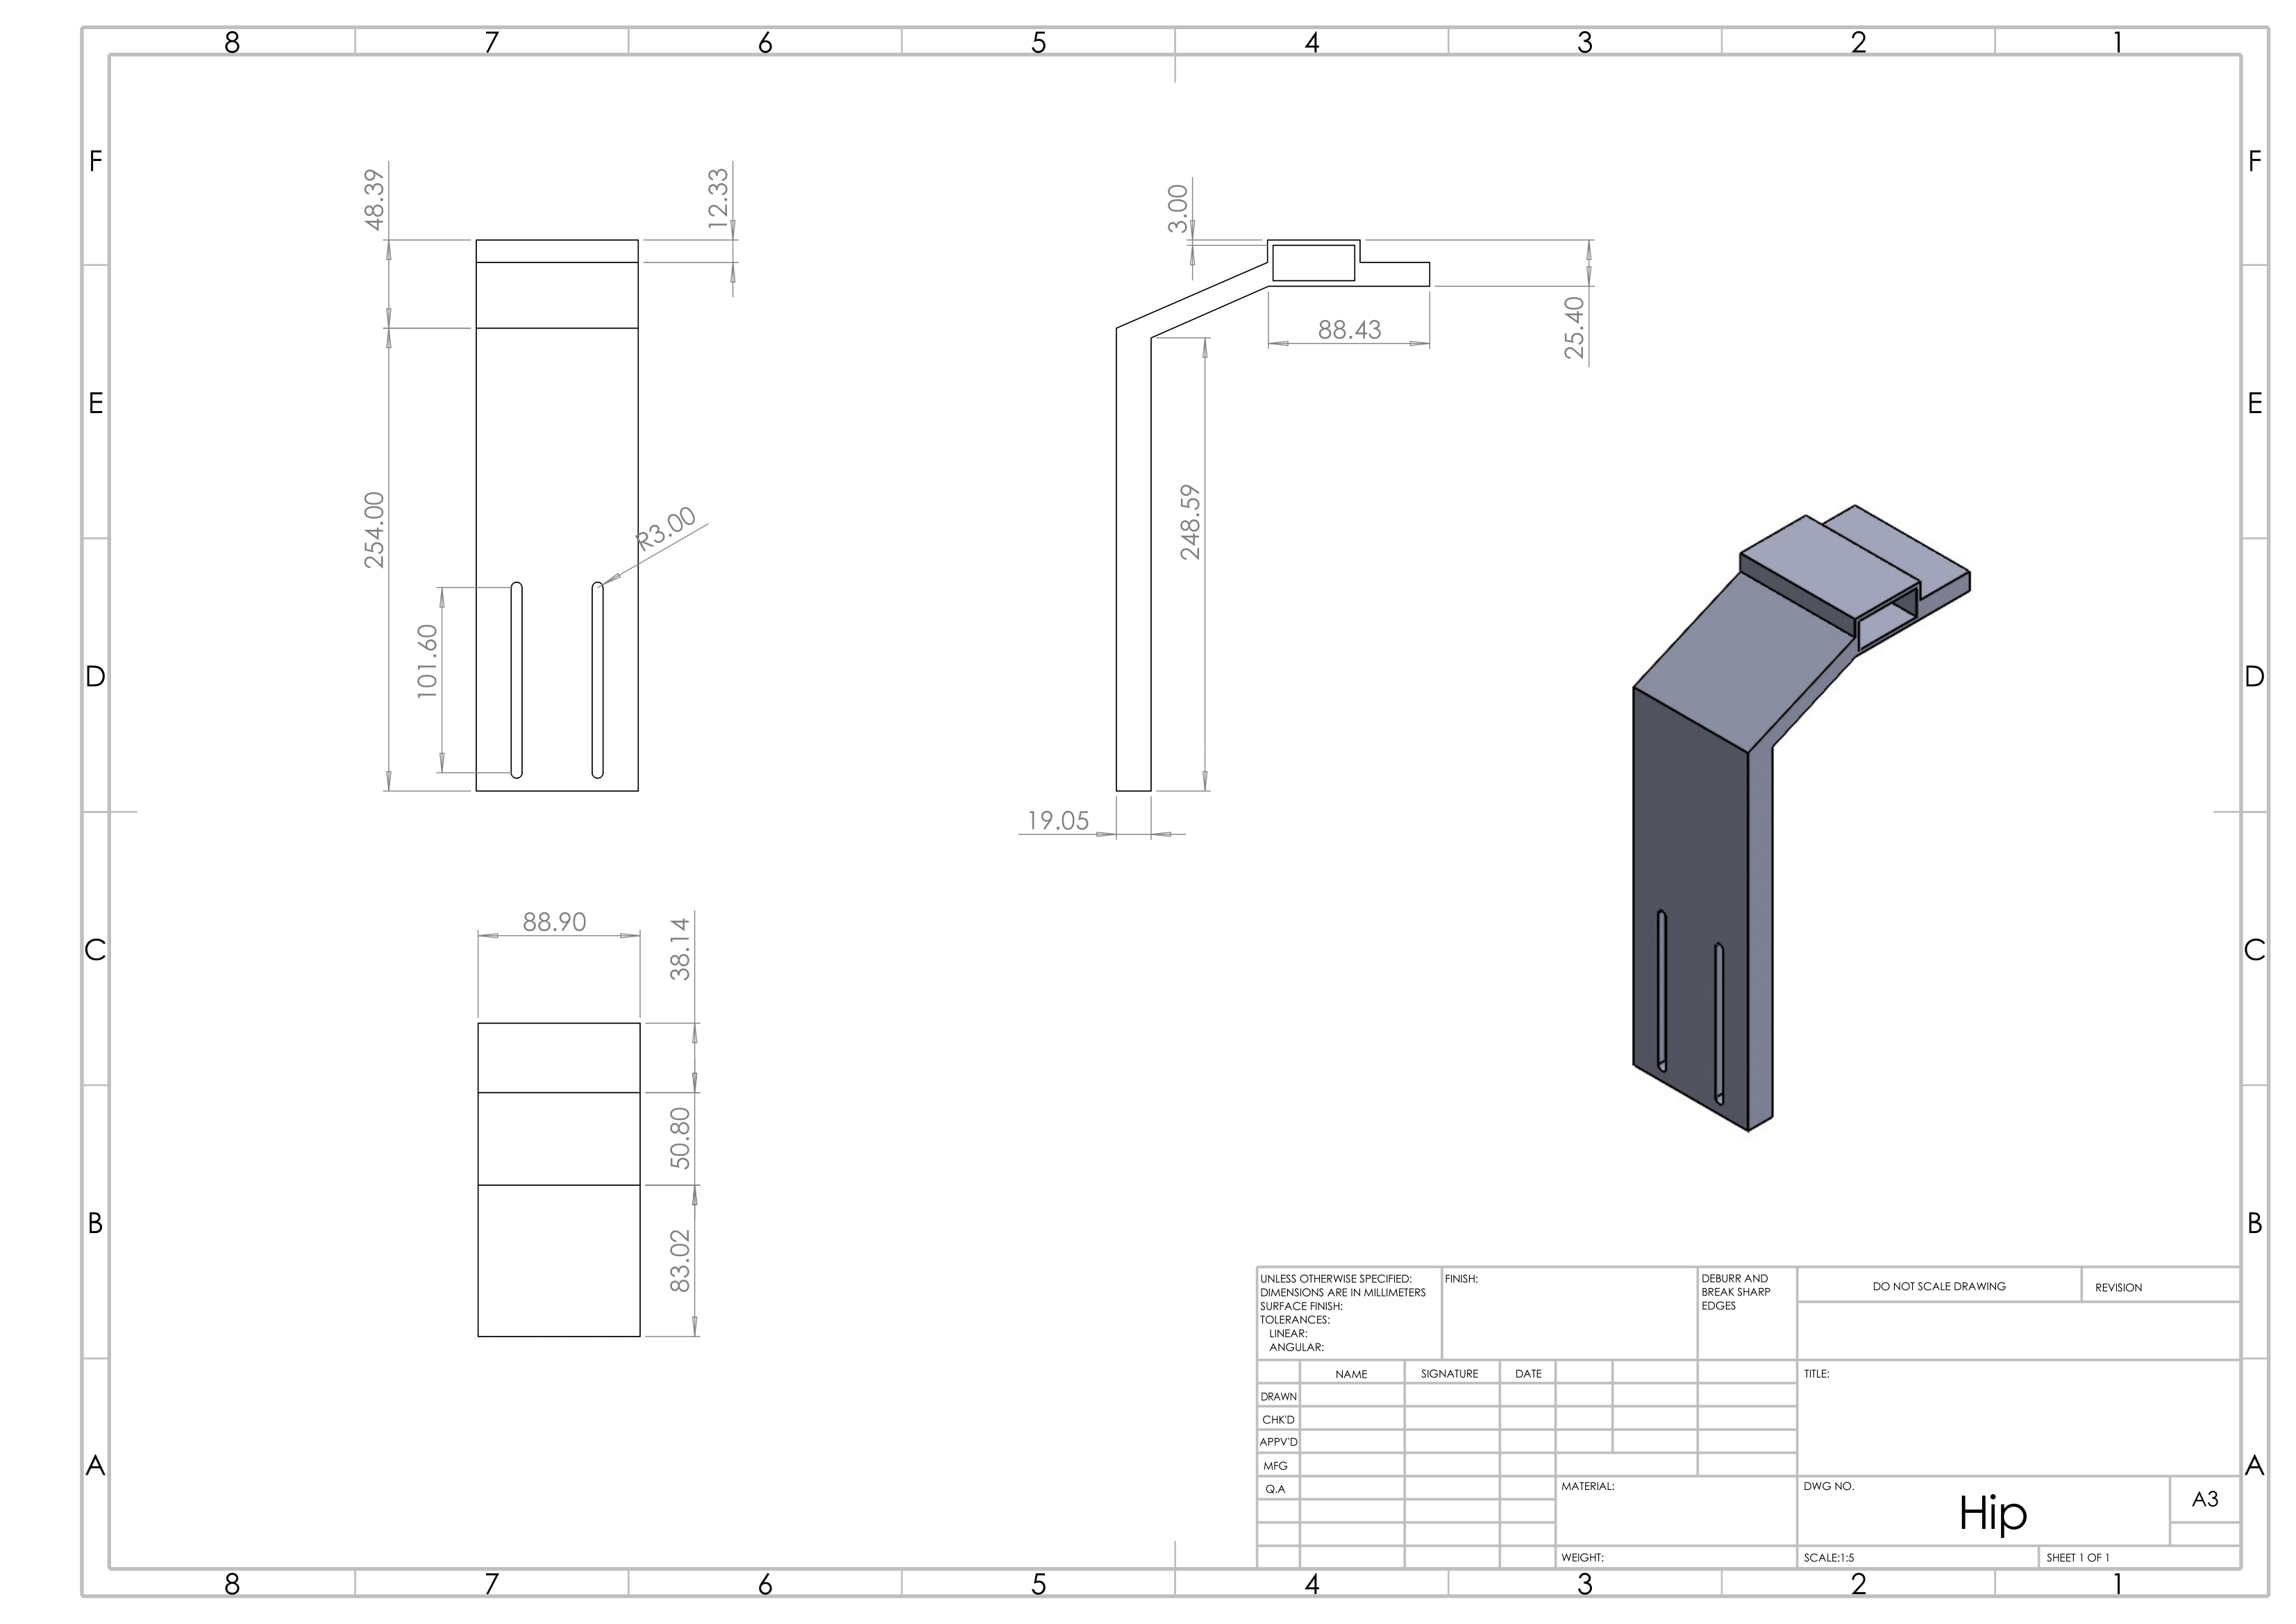 8 7 6 5 4 3 2 1
F F
E E
D D
C C
B B
A A
48.39
12.33
254.00
R3.00
101.60
3.00
88.43
25.40
248.59
19.05
88.90
38.14
50.80
83.02
UNLESS OTHERWISE SPECIFIED:
DIMENSIONS ARE IN MILLIMETERS
SURFACE FINISH:
TOLERANCES:
LINEAR:
ANGULAR:
FINISH:
DEBURR AND
BREAK SHARP
EDGES
DO NOT SCALE DRAWING
REVISION
NAME SIGNATURE DATE
DRAWN
CHK'D
APPV'D
MFG
Q.A
TITLE:
MATERIAL:
DWG NO.
Hip
A3
WEIGHT:
SCALE:1:5
SHEET 1 OF 1
8 7 6 5 4 3 2 1